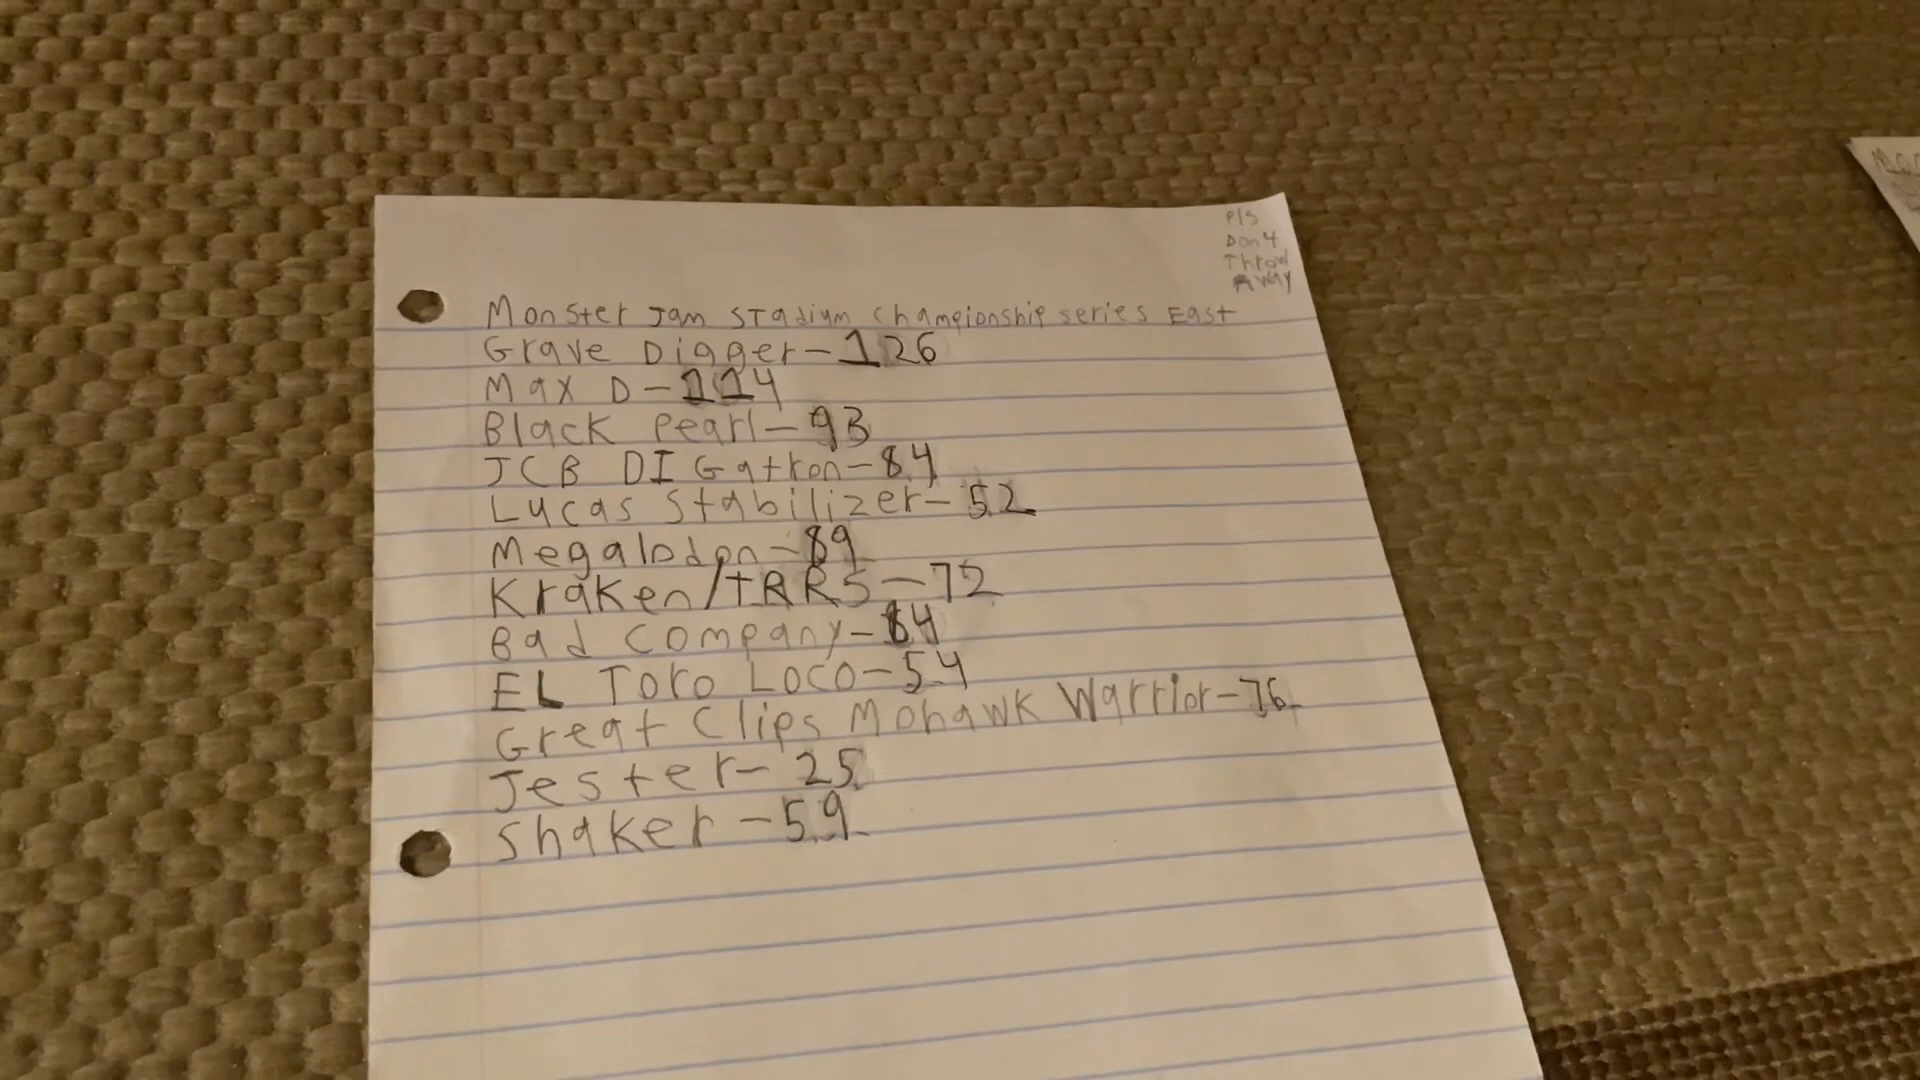 Pls
Don4
Throw
Away
Monster Jam Stadium Championship series East
Grave Digger-126
Max D-114
Black Pearl-93
JCB DIGatron-84
Lucas Stabilizer-52
Megalodon-89
Kraken/TRRS-72
Bad Company-84
EL Toro Loco-54
Great Clips Mohawk Warrior-76
Jester-25
Shaker-59